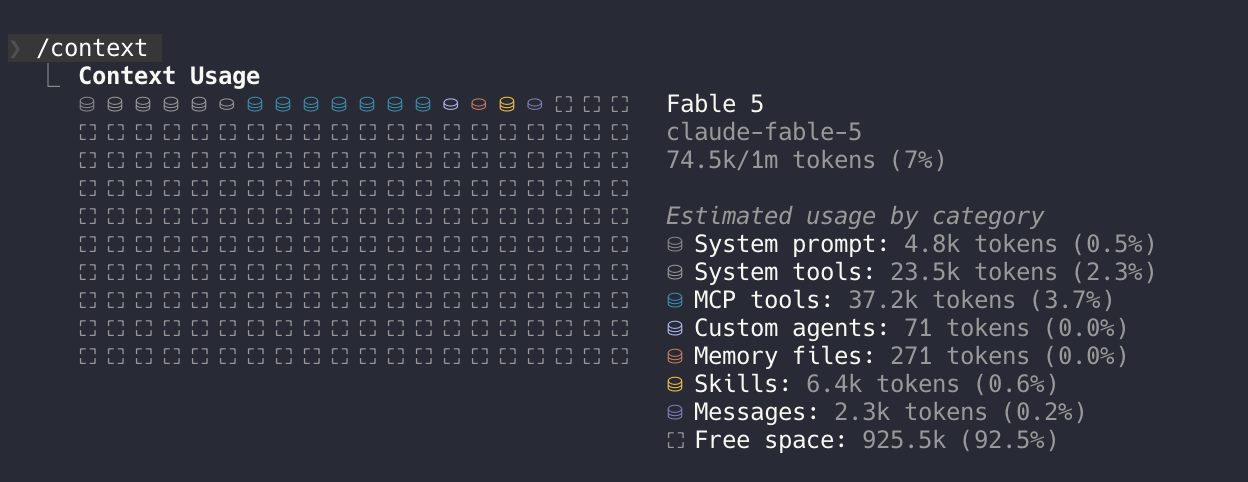 ❯ /context
Context Usage
Fable 5
claude-fable-5
74.5k/1m tokens (7%)
Estimated usage by category
System prompt: 4.8k tokens (0.5%)
System tools: 23.5k tokens (2.3%)
MCP tools: 37.2k tokens (3.7%)
Custom agents: 71 tokens (0.0%)
Memory files: 271 tokens (0.0%)
Skills: 6.4k tokens (0.6%)
Messages: 2.3k tokens (0.2%)
Free space: 925.5k (92.5%)